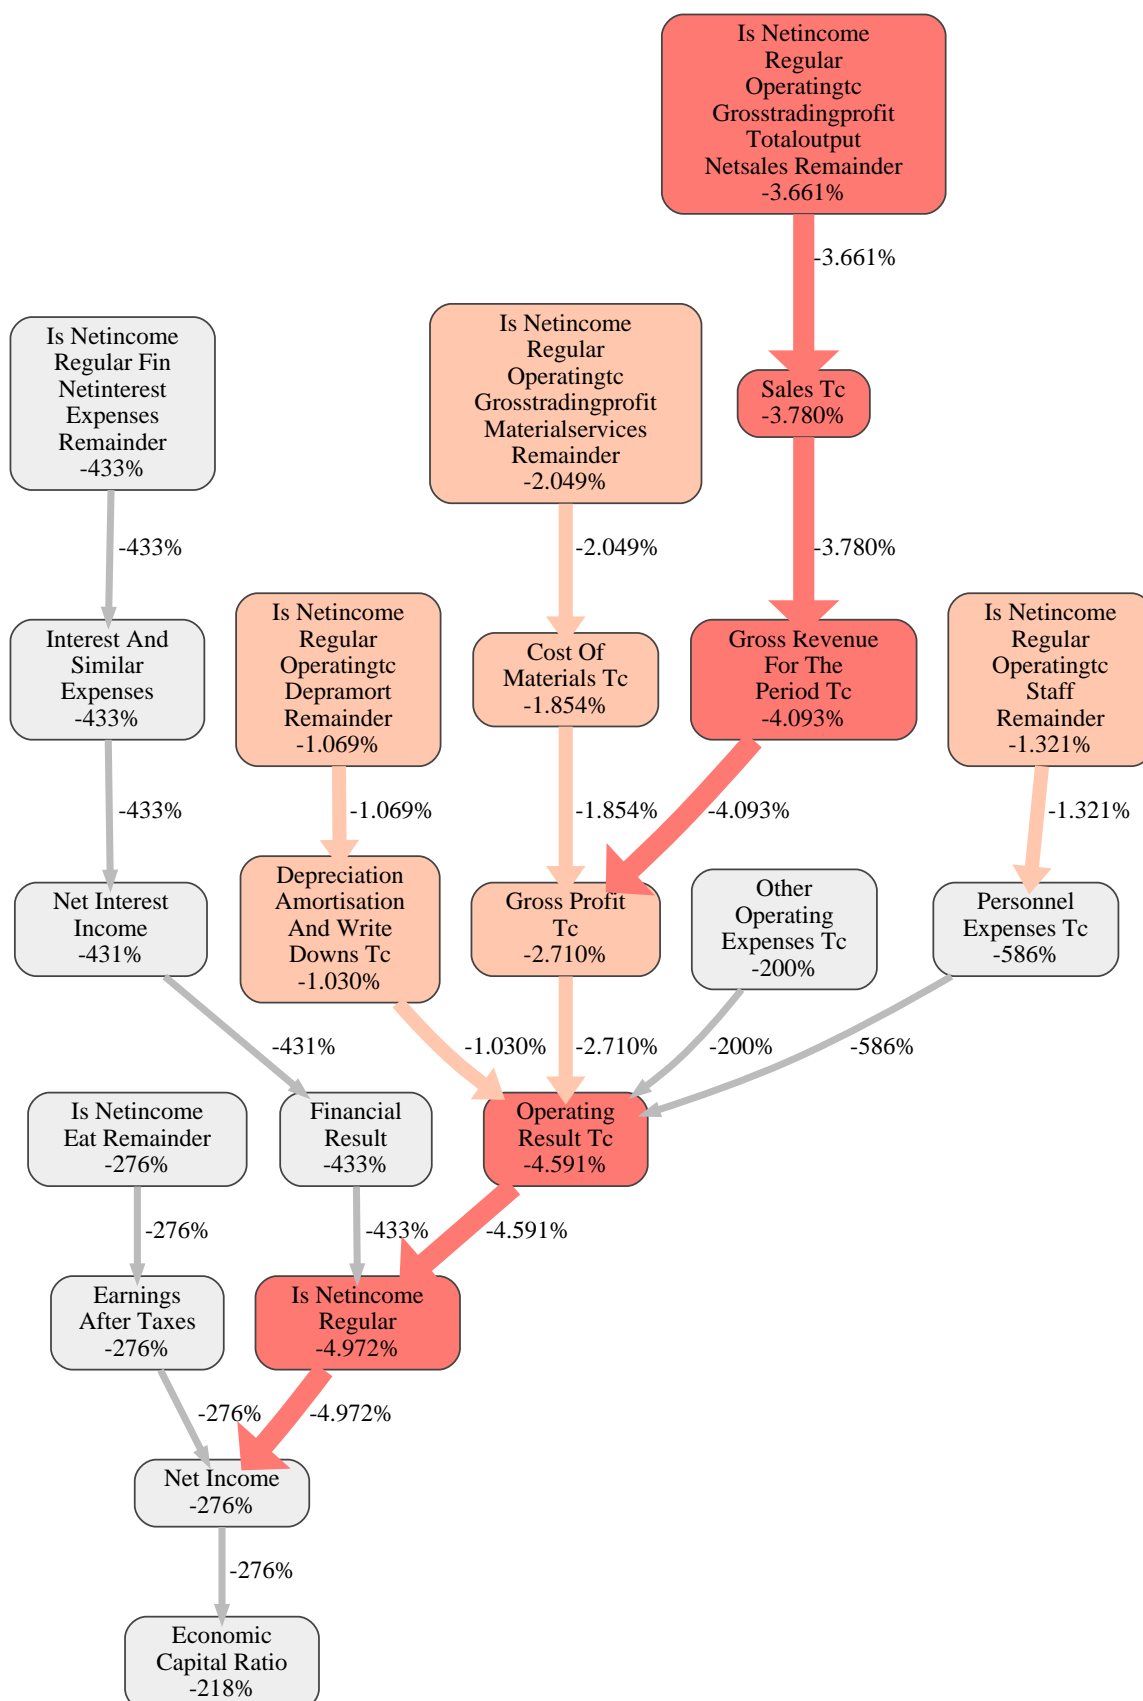 Is Netincome
Regular
Operatingtc
Grosstradingprofit
Totaloutput
Netsales Remainder
-3.661%
-3.661%
Is Netincome
Regular Fin
Netinterest
Expenses
Remainder
-433%
Is Netincome
Regular
Operatingtc
Grosstradingprofit
Materialservices
Remainder
-2.049%
Sales Tc
-3.780%
-433%
-2.049%
-3.780%
Interest And
Similar
Expenses
-433%
Is Netincome
Regular
Operatingtc
Depramort
Remainder
-1.069%
Cost Of
Materials Tc
-1.854%
Gross Revenue
For The
Period Tc
-4.093%
Is Netincome
Regular
Operatingtc
Staff
Remainder
-1.321%
-433%
-1.069%
-1.854%
-4.093%
-1.321%
Net Interest
Income
-431%
Depreciation
Amortisation
And Write
Downs Tc
-1.030%
Gross Profit
Tc
-2.710%
Other
Operating
Expenses Tc
-200%
Personnel
Expenses Tc
-586%
-431%
-1.030%
-2.710%
-200%
-586%
Is Netincome
Eat Remainder
-276%
Financial
Result
-433%
Operating
Result Tc
-4.591%
-276%
-433%
-4.591%
Earnings
After Taxes
-276%
Is Netincome
Regular
-4.972%
-276%
-4.972%
Net Income
-276%
-276%
Economic
Capital Ratio
-218%